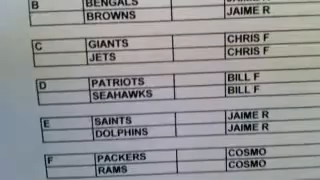 B BENGALS
BROWNS JAIME R
C GIANTS CHRIS F
JETS CHRIS F
D PATRIOTS BILL F
SEAHAWKS BILL F
E SAINTS JAIME R
DOLPHINS JAIME R
F PACKERS COSMO
RAMS COSMO